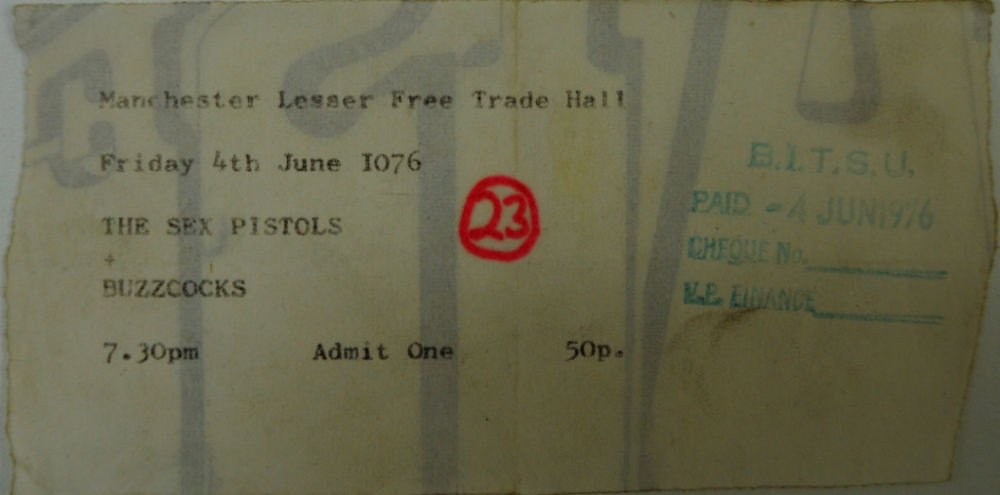 Manchester Lesser Free Trade Hall
Friday 4th June I076
THE SEX PISTOLS
+
BUZZCOCKS
7.30pm Admit One 50p.
23
B.I.T.S.U.
PAID -4 JUN1976
CHEQUE No.
V.P. FINANCE